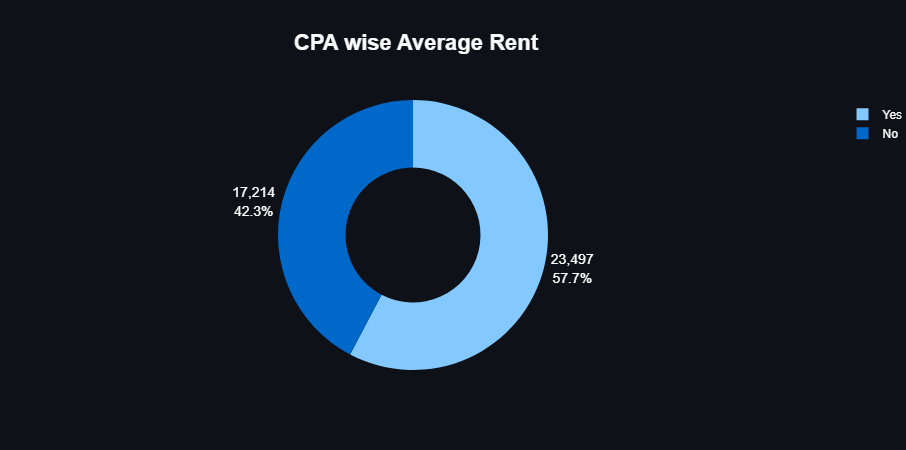 CPA wise Average Rent
Yes
No
17,214
42.3%
23,497
57.7%